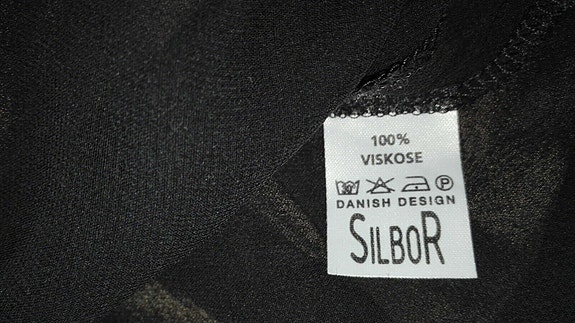 100%
VISKOSE
DANISH DESIGN
SILBOR